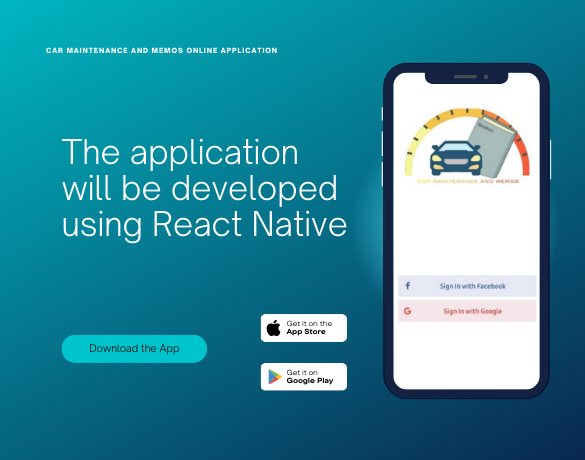 CAR MAINTENANCE AND MEMOS ONLINE APPLICATION
The application
will be developed
using React Native
Download the App
Get it on the
App Store
Get it on
Google Play
CAR MAINTENANCE AND MEMOS
Sign In with Facebook
Sign In with Google